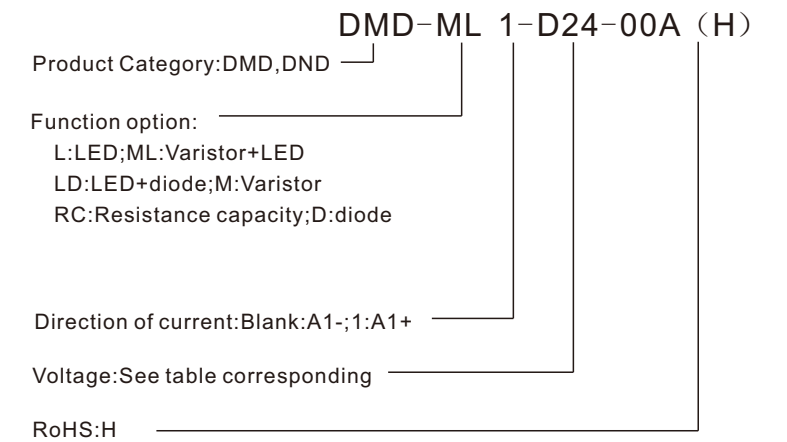 DMD-ML 1-D24-00A（H）
Product Category:DMD,DND
Function option:
L:LED;ML:Varistor+LED
LD:LED+diode;M:Varistor
RC:Resistance capacity;D:diode
Direction of current:Blank:A1-;1:A1+
Voltage:See table corresponding
RoHS:H